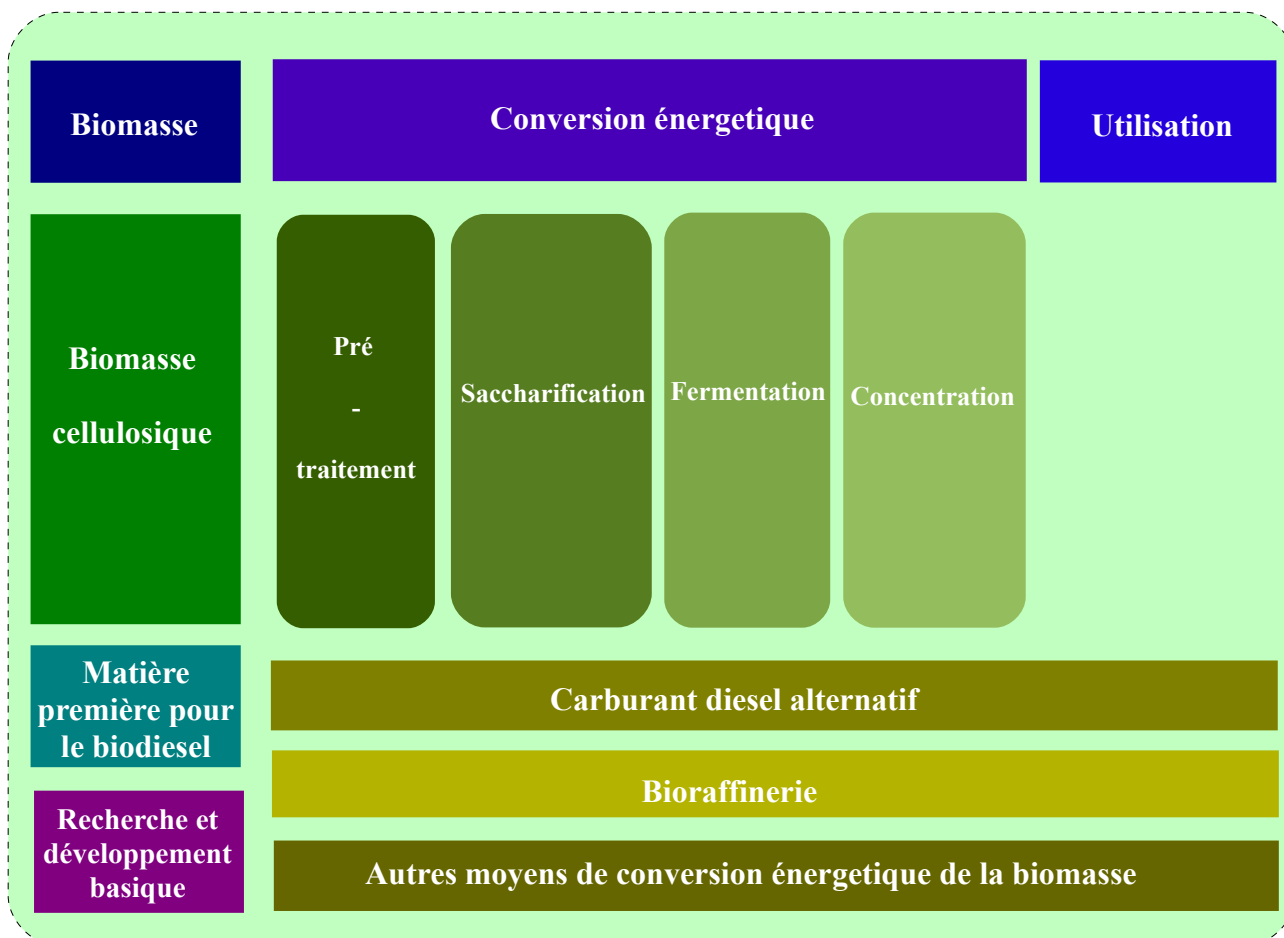 Biomasse
Conversion énergetique
Utilisation
Biomasse
cellulosique
Pré
-
traitement
Saccharification
Fermentation
Concentration
Matière
première pour
le biodiesel
Carburant diesel alternatif
Bioraffinerie
Recherche et
développement
basique
Autres moyens de conversion énergetique de la biomasse